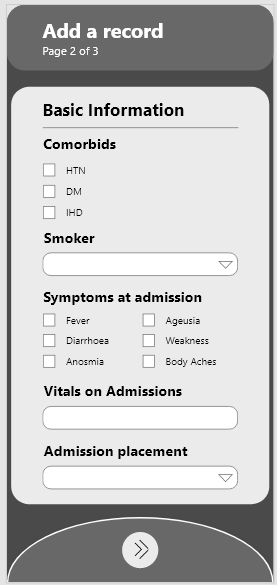 Add a record
Page 2 of 3
Basic Information
Comorbids
HTN
DM
IHD
Smoker
Symptoms at admission
Fever Ageusia
Diarrhoea Weakness
Anosmia Body Aches
Vitals on Admissions
Admission placement